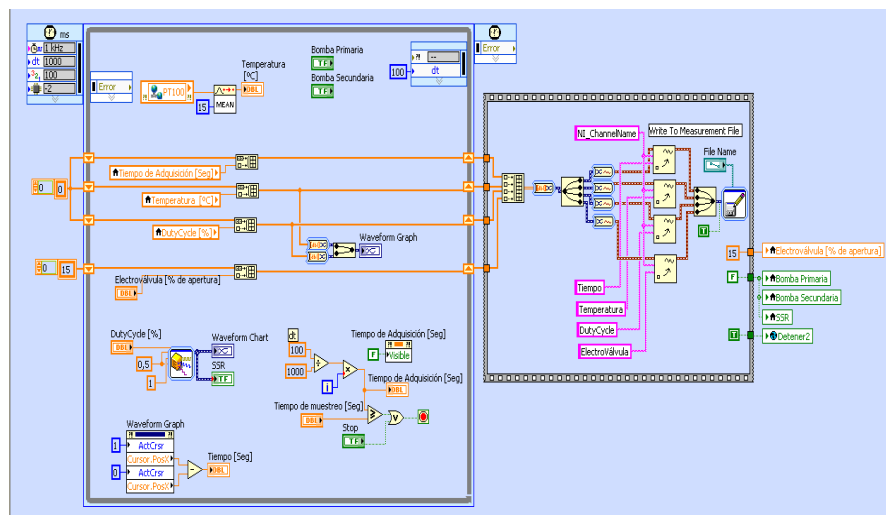 ms
1 kHz
dt 1000
100
-2
Error
PT100
15
MEAN
Temperatura
[ºC]
DBL
Bomba Primaria
TF
Bomba Secundaria
TF
--
100
dt
Error
Tiempo de Adquisición [Seg]
0
0
Temperatura [ºC]
DutyCycle [%]
Waveform Graph
0
15
Electroválvula [% de apertura]
DBL
DutyCycle [%]
DBL
0,5
1
Waveform Chart
SSR
TF
dt
100
1000
i
Tiempo de Adquisición [Seg]
F
Visible
Tiempo de Adquisición [Seg]
DBL
Tiempo de muestreo [Seg]
DBL
V
Stop
TF
Waveform Graph
1
ActCrsr
Cursor.PosX
0
ActCrsr
Cursor.PosX
Tiempo [Seg]
DBL
NI_ChannelName
Write To Measurement File
File Name
T
Tiempo
Temperatura
DutyCycle
ElectroVálvula
15
Electroválvula [% de apertura]
F
Bomba Primaria
Bomba Secundaria
SSR
T
Detener2